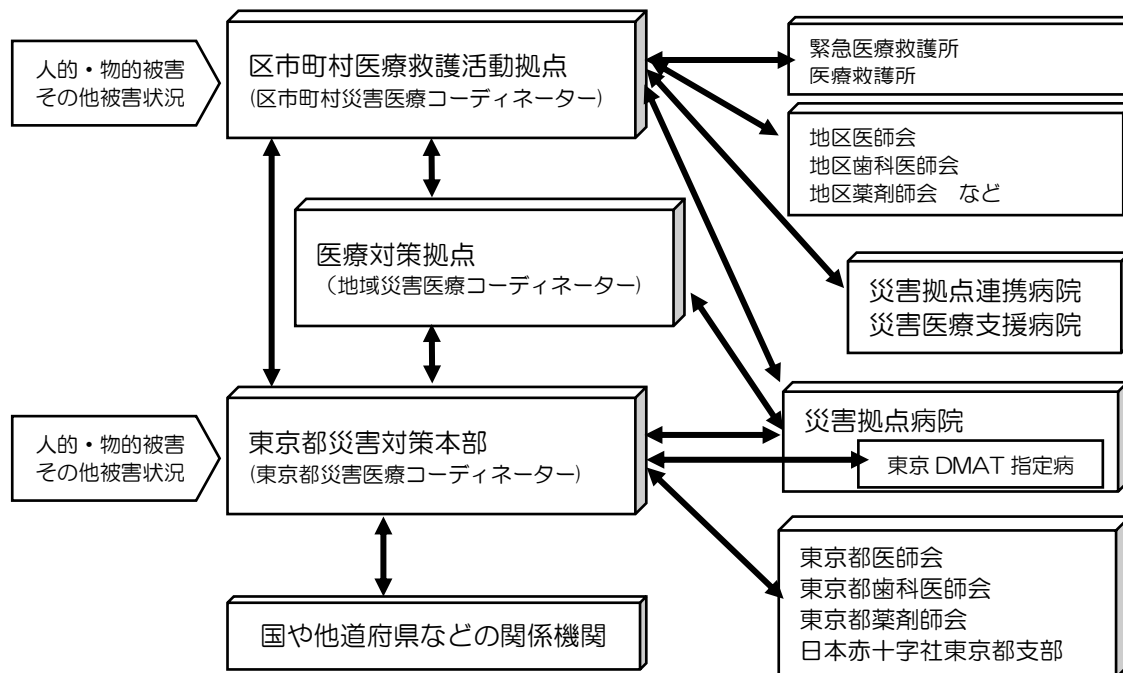 人的・物的被害
その他被害状況
区市町村医療救護活動拠点
(区市町村災害医療コーディネーター)
緊急医療救護所
医療救護所
地区医師会
地区歯科医師会
地区薬剤師会　など
医療対策拠点
（地域災害医療コーディネーター)
災害拠点連携病院
災害医療支援病院
人的・物的被害
その他被害状況
東京都災害対策本部
(東京都災害医療コーディネーター)
災害拠点病院
東京 DMAT 指定病
東京都医師会
東京都歯科医師会
東京都薬剤師会
日本赤十字社東京都支部
国や他道府県などの関係機関